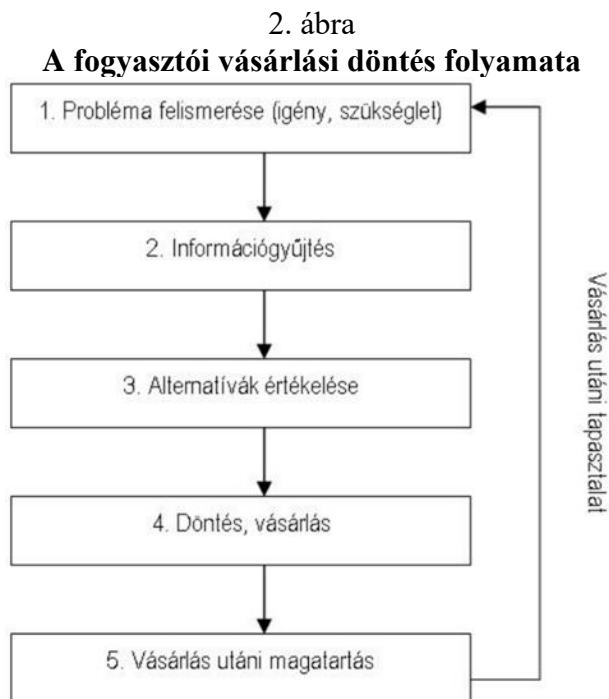 2. ábra
A fogyasztói vásárlási döntés folyamata
1. Probléma felismerése (igény, szükséglet)
2. Információgyűjtés
3. Alternatívák értékelése
4. Döntés, vásárlás
5. Vásárlás utáni magatartás
Vásárlás utáni tapasztalat